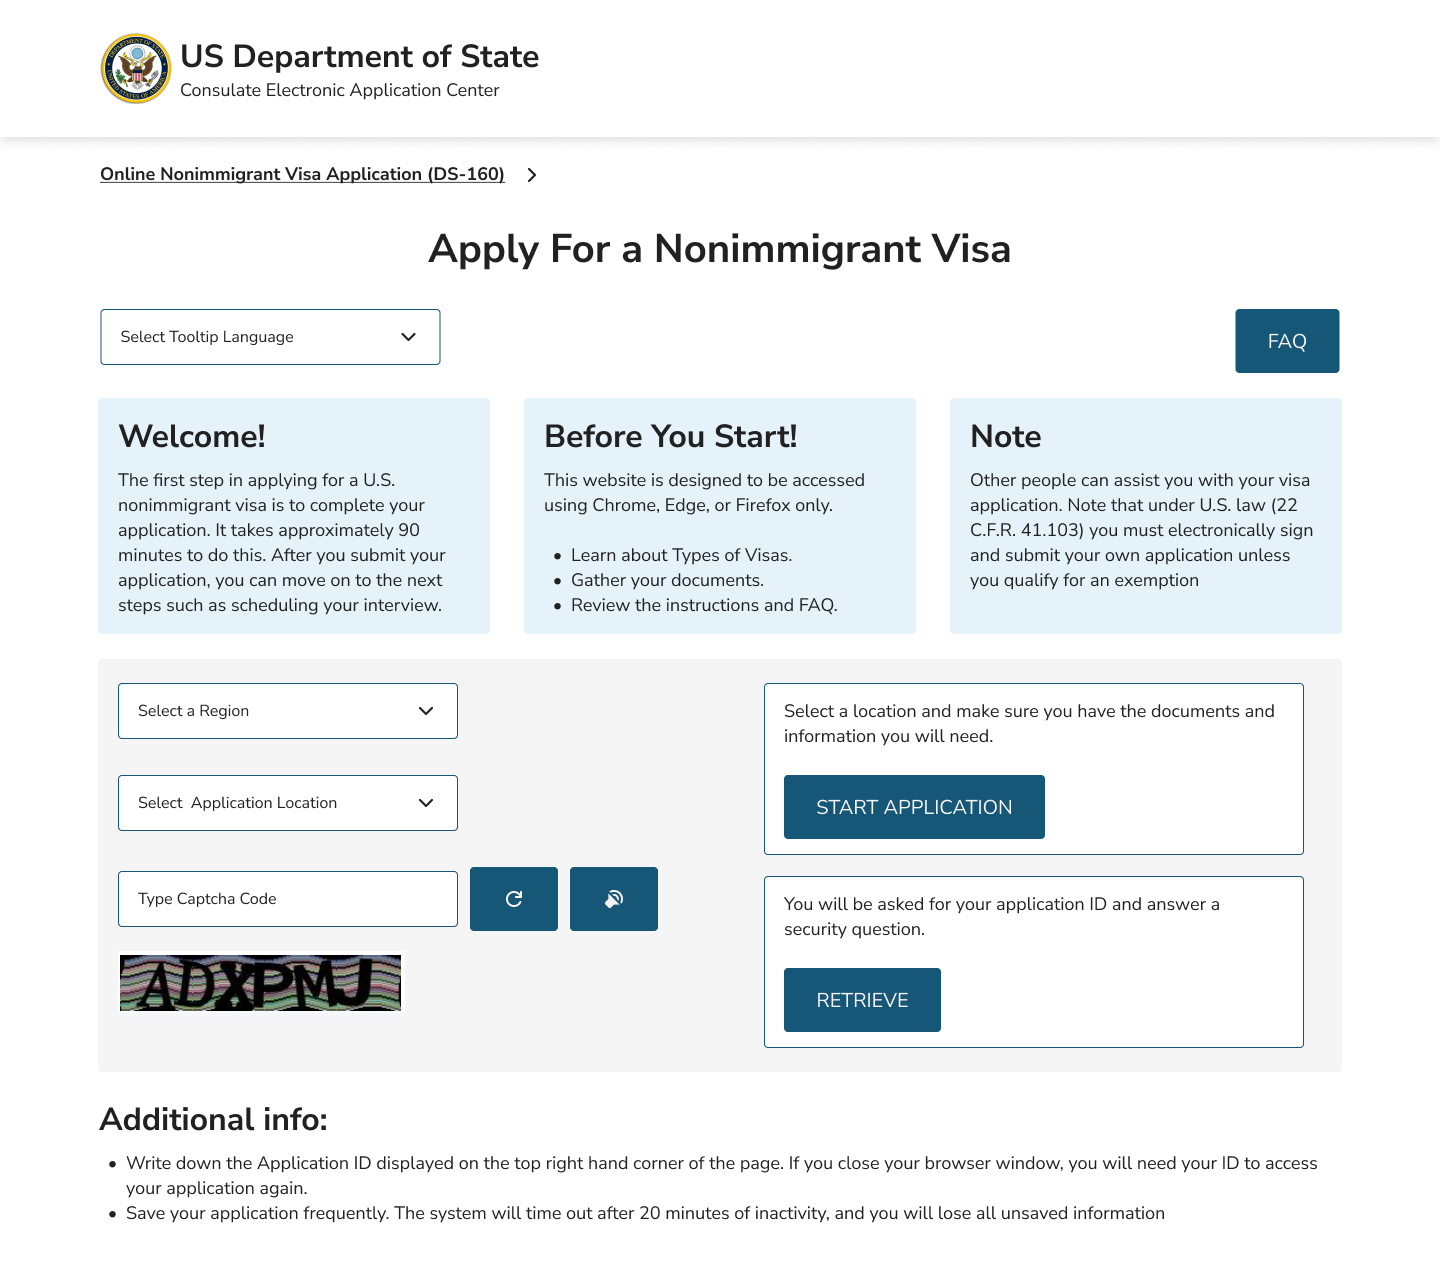 US Department of State
Consulate Electronic Application Center
Online Nonimmigrant Visa Application (DS-160)
Apply For a Nonimmigrant Visa
Select Tooltip Language
FAQ
Welcome!
The first step in applying for a U.S.
nonimmigrant visa is to complete your
application. It takes approximately 90
minutes to do this. After you submit your
application, you can move on to the next
steps such as scheduling your interview.
Before You Start!
This website is designed to be accessed
using Chrome, Edge, or Firefox only.
• Learn about Types of Visas.
• Gather your documents.
• Review the instructions and FAQ.
Note
Other people can assist you with your visa
application. Note that under U.S. law (22
C.F.R. 41.103) you must electronically sign
and submit your own application unless
you qualify for an exemption
Select a Region
Select  Application Location
Type Captcha Code
ADXPMJ
Select a location and make sure you have the documents and
information you will need.
START APPLICATION
You will be asked for your application ID and answer a
security question.
RETRIEVE
Additional info:
• Write down the Application ID displayed on the top right hand corner of the page. If you close your browser window, you will need your ID to access
your application again.
• Save your application frequently. The system will time out after 20 minutes of inactivity, and you will lose all unsaved information